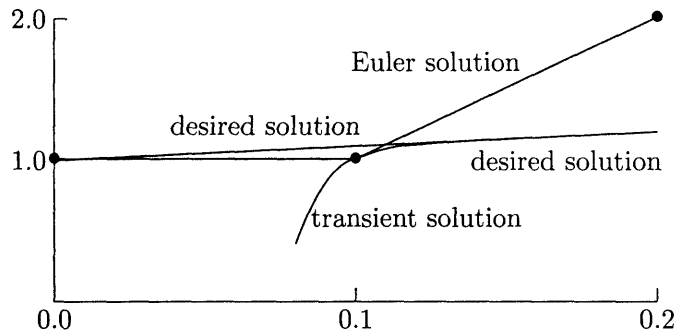 2.0
Euler solution
desired solution
1.0
desired solution
transient solution
0.0
0.1
0.2